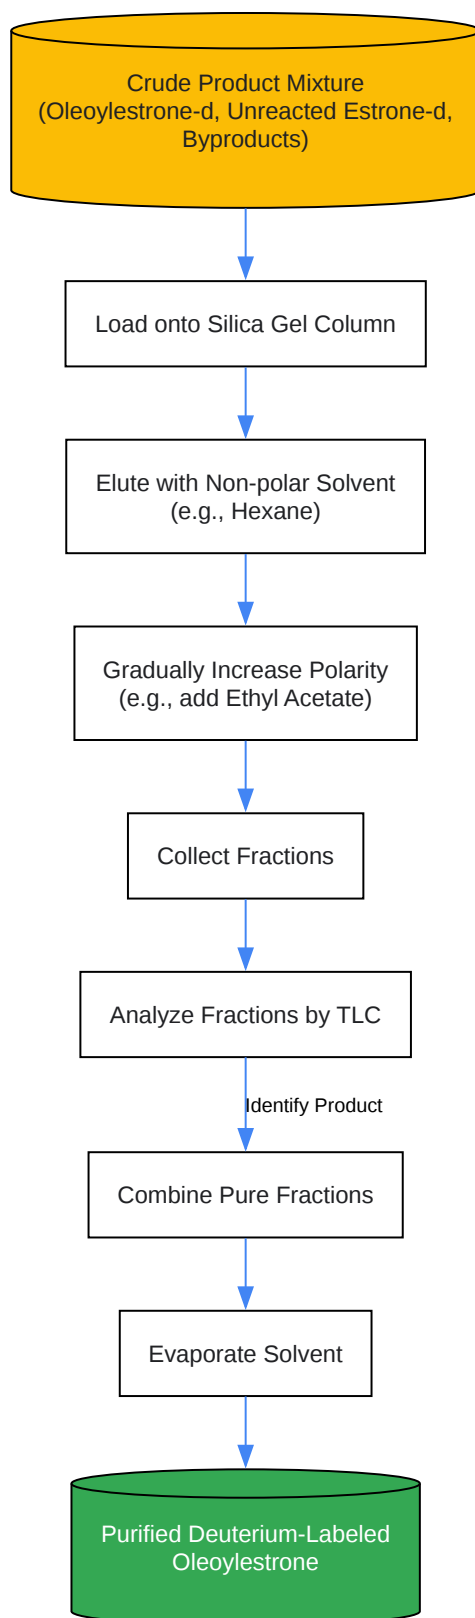 Crude Product Mixture
(Oleoylestrone-d, Unreacted Estrone-d,
Byproducts)
Load onto Silica Gel Column
Elute with Non-polar Solvent
(e.g., Hexane)
Gradually Increase Polarity
(e.g., add Ethyl Acetate)
Collect Fractions
Analyze Fractions by TLC
Identify Product
Combine Pure Fractions
Evaporate Solvent
Purified Deuterium-Labeled
Oleoylestrone